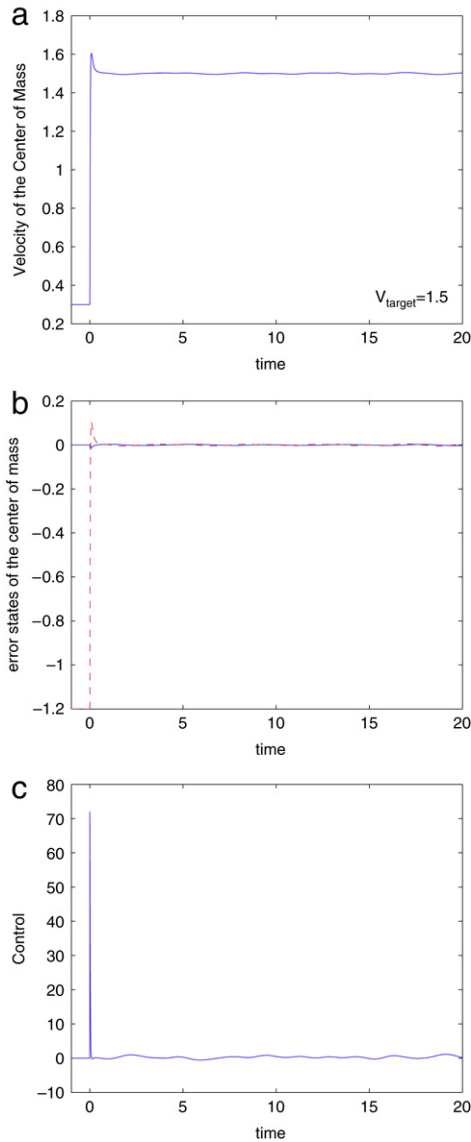 a
1.8
1.6
1.4
1.2
1
0.8
0.6
0.4
0.2
Velocity of the Center of Mass
V_target=1.5
0 5 10 15 20
time
b
0.2
0
−0.2
−0.4
−0.6
−0.8
−1
−1.2
error states of the center of mass
0 5 10 15 20
time
c
80
70
60
50
40
30
20
10
0
−10
Control
0 5 10 15 20
time